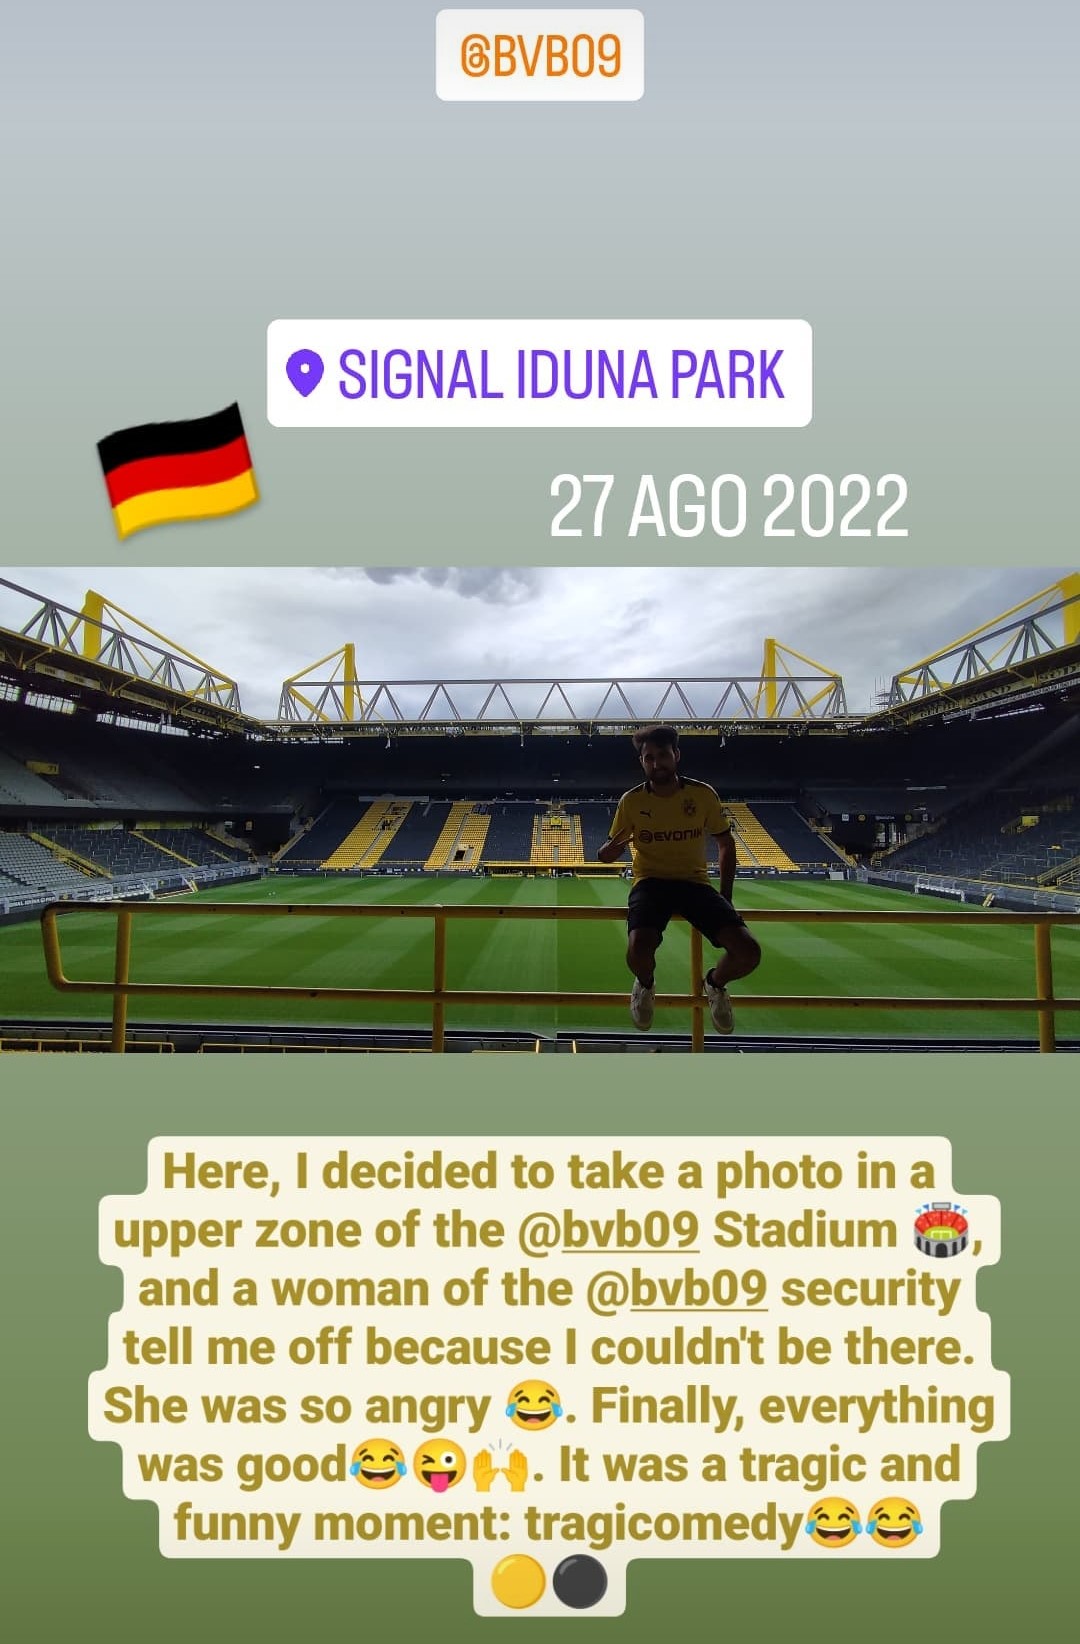 @BVB09
SIGNAL IDUNA PARK
27 AGO 2022
EVONIK
Here, I decided to take a photo in a
upper zone of the @bvb09 Stadium 🏟️,
and a woman of the @bvb09 security
tell me off because I couldn't be there.
She was so angry 😂. Finally, everything
was good😂😜🙌. It was a tragic and
funny moment: tragicomedy😂😂
🟡⚫